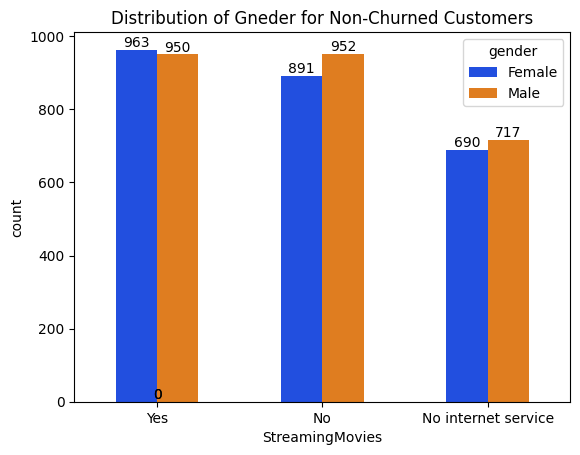 Distribution of Gneder for Non-Churned Customers
1000
800
600
400
200
0
count
963
950
891
952
690
717
0
gender
Female
Male
Yes
No
No internet service
StreamingMovies